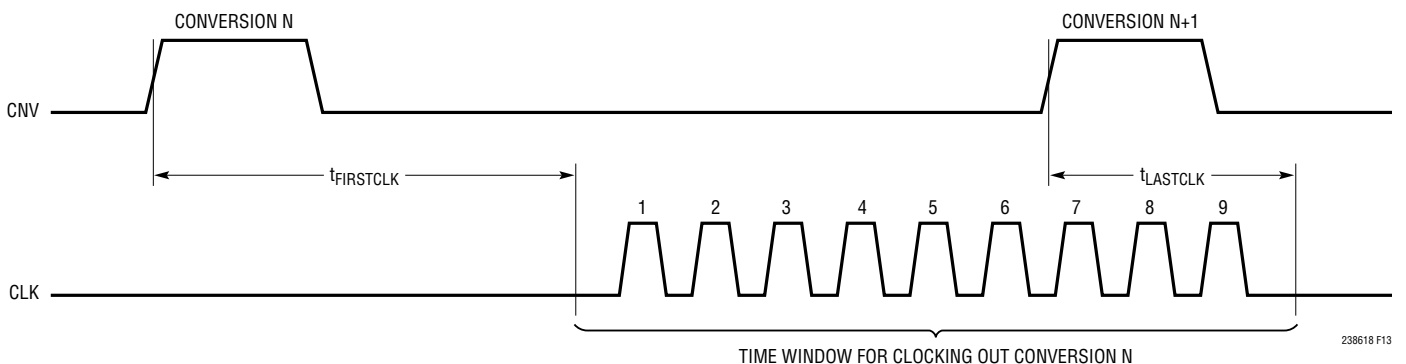 CONVERSION N
CONVERSION N+1
CNV
tFIRSTCLK
tLASTCLK
1 2 3 4 5 6 7 8 9
CLK
238618 F13
TIME WINDOW FOR CLOCKING OUT CONVERSION N